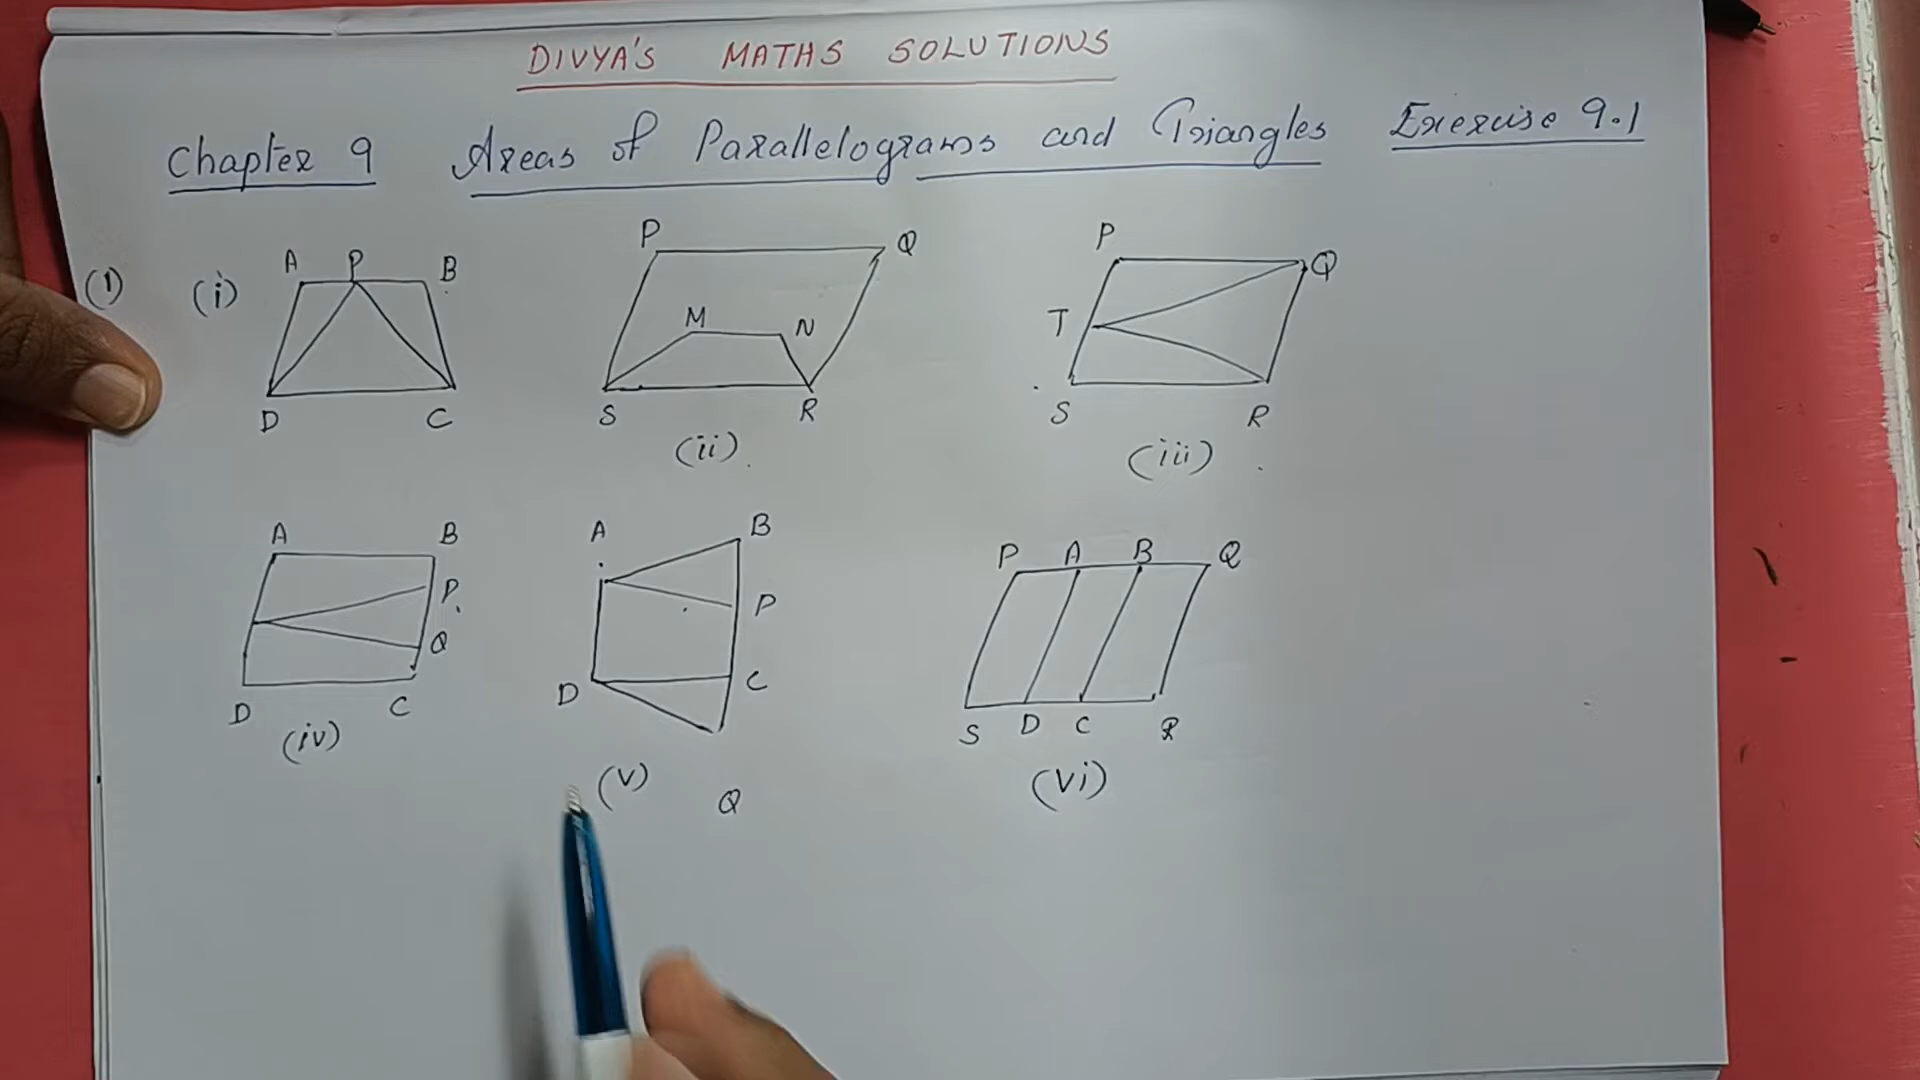 DIVYA'S MATHS SOLUTIONS
Chapter 9 Areas of Parallelograms and Triangles Exercise 9.1
(1) (i) A P B
D C
P Q
M N
S R
(ii)
P Q
T
S R
(iii)
A B
P
Q
D C
(iv)
A B
P
D C
(v) Q
P A B Q
S D C R
(vi)